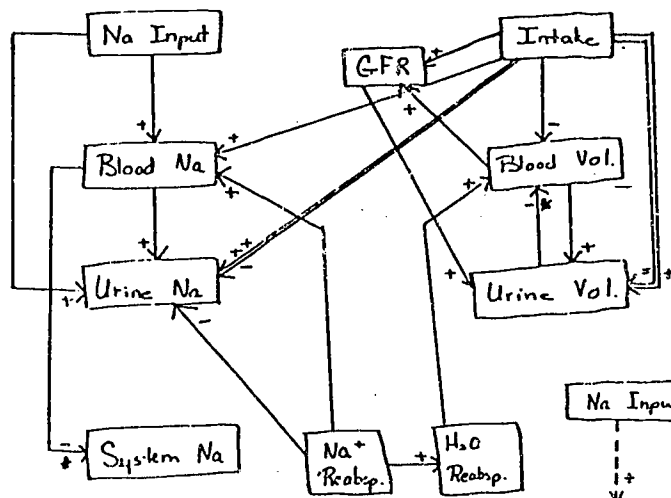 Na Input
Intake
GFR
+
+
+
+
+
-
Blood Na
Blood Vol.
+
+
-
-
*
+
+
++
-
Urine Na
Urine Vol.
+
+
=
*
-
System Na
-
*
Na+
Reabsp.
+
H2O
Reabsp.
Na Input
+